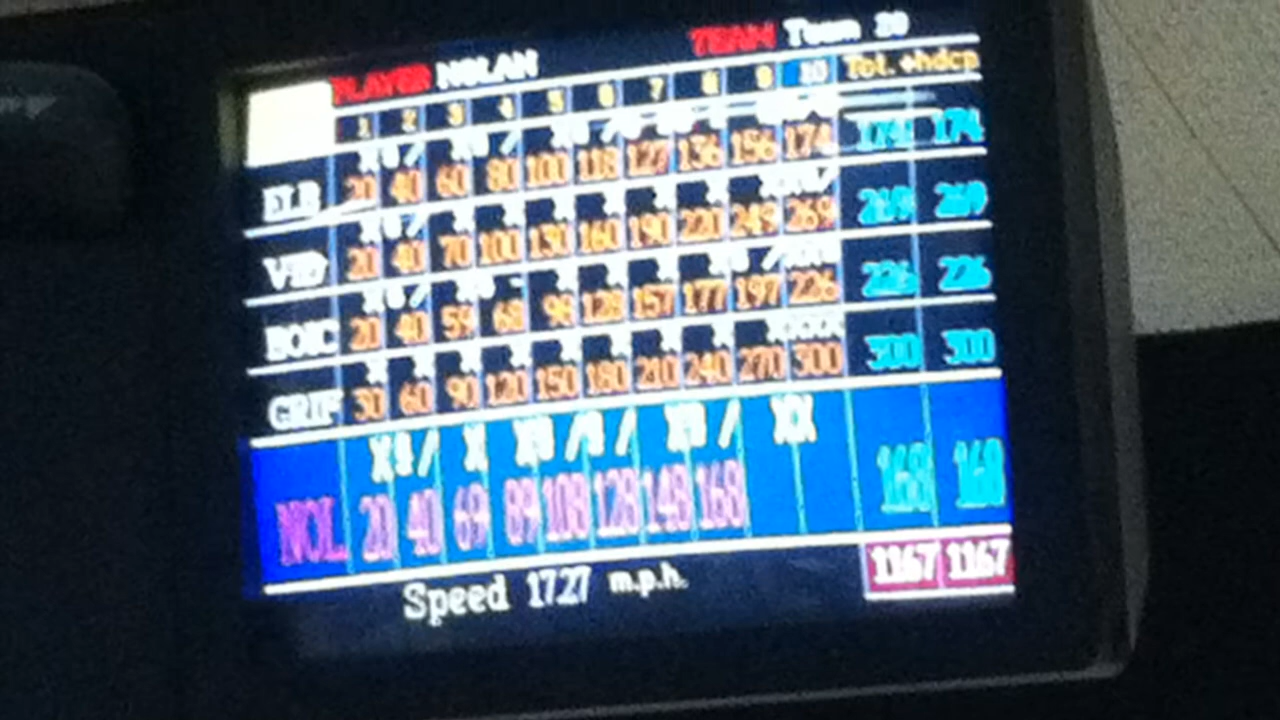 PLAYER NOLAN TEAM Team 20
1 2 3 4 5 6 7 8 9 10 Tot. +hdcp
ELB 20 40 60 80 100 118 127 136 156 174 174 174
VID 20 40 70 100 130 160 190 220 249 269 269 269
BOIC 20 40 59 68 98 128 157 177 197 226 226 226
X X X X X X X X X XXXX
GRIF 30 60 90 120 150 180 210 240 270 300 300 300
NOL 20 40 69 89 108 128 148 168 168 168
1167 1167
Speed 17.27 m.p.h.